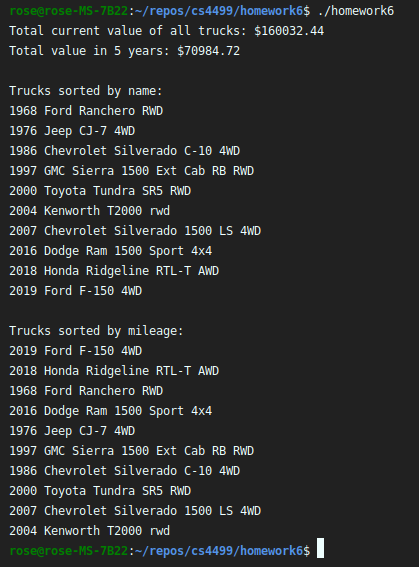 rose@rose-MS-7B22:~/repos/cs4499/homework6$ ./homework6
Total current value of all trucks: $160032.44
Total value in 5 years: $70984.72

Trucks sorted by name:
1968 Ford Ranchero RWD
1976 Jeep CJ-7 4WD
1986 Chevrolet Silverado C-10 4WD
1997 GMC Sierra 1500 Ext Cab RB RWD
2000 Toyota Tundra SR5 RWD
2004 Kenworth T2000 rwd
2007 Chevrolet Silverado 1500 LS 4WD
2016 Dodge Ram 1500 Sport 4x4
2018 Honda Ridgeline RTL-T AWD
2019 Ford F-150 4WD

Trucks sorted by mileage:
2019 Ford F-150 4WD
2018 Honda Ridgeline RTL-T AWD
1968 Ford Ranchero RWD
2016 Dodge Ram 1500 Sport 4x4
1976 Jeep CJ-7 4WD
1997 GMC Sierra 1500 Ext Cab RB RWD
1986 Chevrolet Silverado C-10 4WD
2000 Toyota Tundra SR5 RWD
2007 Chevrolet Silverado 1500 LS 4WD
2004 Kenworth T2000 rwd
rose@rose-MS-7B22:~/repos/cs4499/homework6$